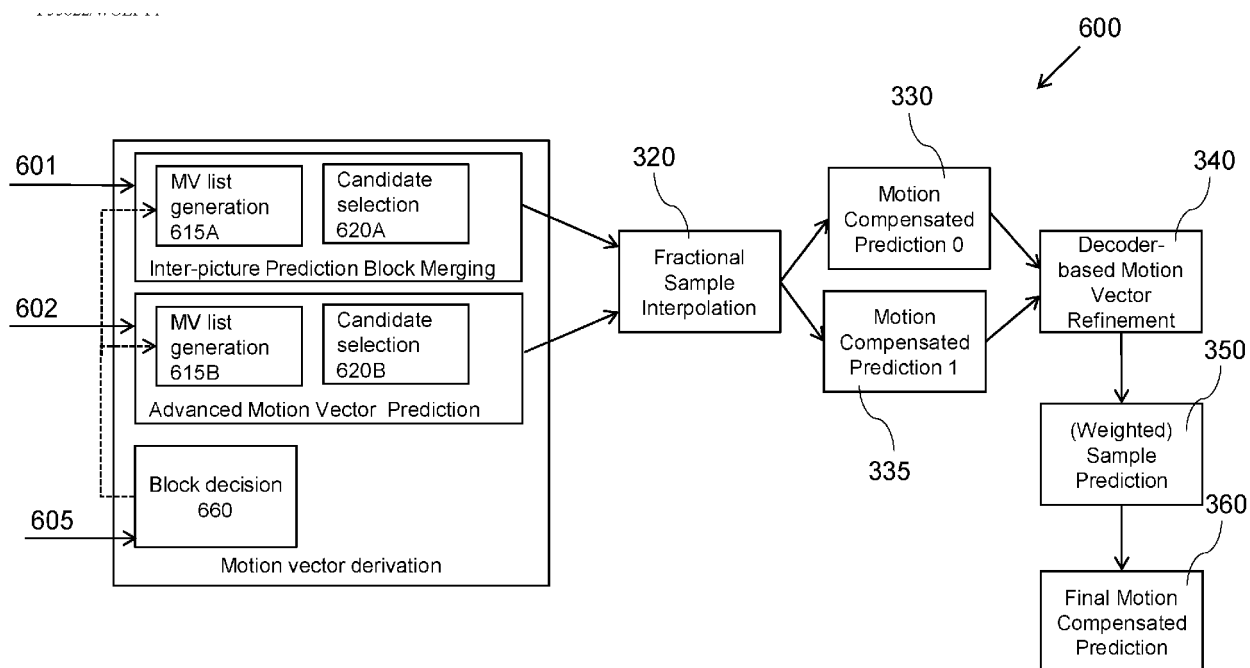 600
601
MV list
generation
615A
Candidate
selection
620A
Inter-picture Prediction Block Merging
602
MV list
generation
615B
Candidate
selection
620B
Advanced Motion Vector Prediction
605
Block decision
660
Motion vector derivation
320
Fractional
Sample
Interpolation
330
Motion
Compensated
Prediction 0
Motion
Compensated
Prediction 1
335
340
Decoder-
based Motion
Vector
Refinement
350
(Weighted)
Sample
Prediction
360
Final Motion
Compensated
Prediction